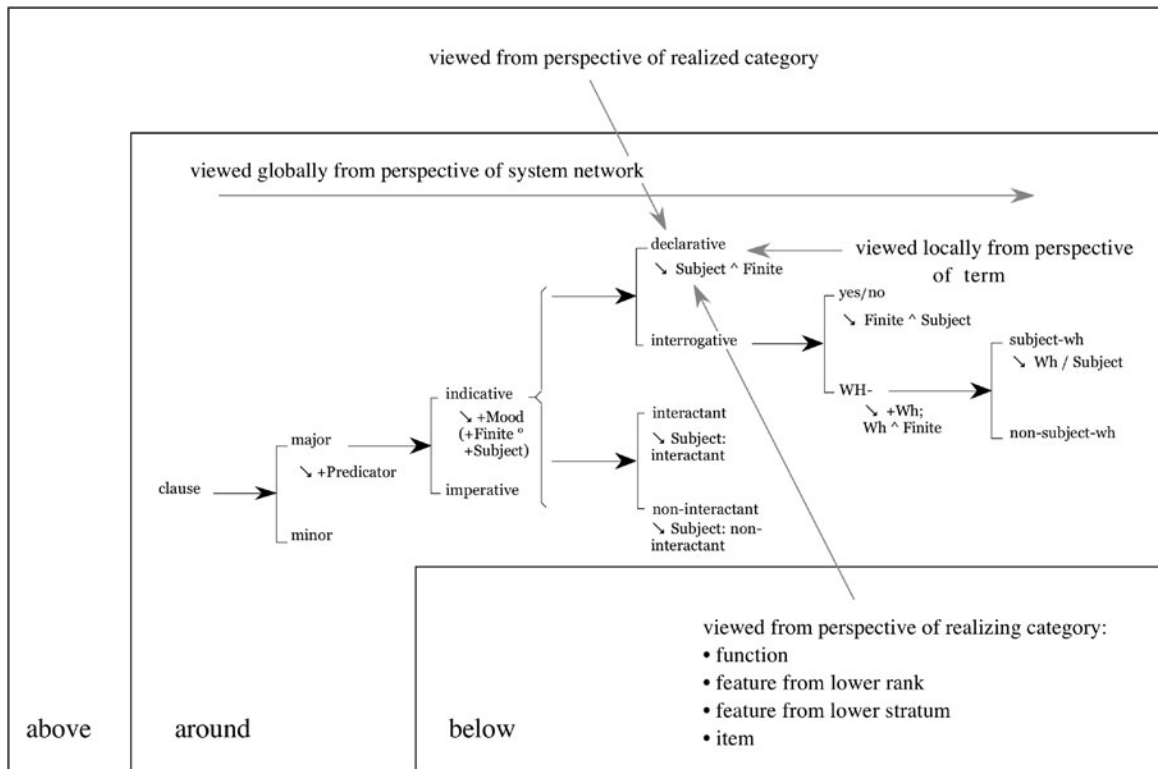 viewed from perspective of realized category
viewed globally from perspective of system network
declarative
↘ Subject ^ Finite
viewed locally from perspective
of term
yes/no
↘ Finite ^ Subject
interrogative
subject-wh
↘ Wh / Subject
WH-
↘ +Wh;
Wh ^ Finite
non-subject-wh
indicative
↘ +Mood
(+Finite °
+Subject)
interactant
↘ Subject:
interactant
major
↘ +Predicator
imperative
clause
non-interactant
↘ Subject: non-
interactant
minor
viewed from perspective of realizing category:
• function
• feature from lower rank
• feature from lower stratum
• item
above
around
below